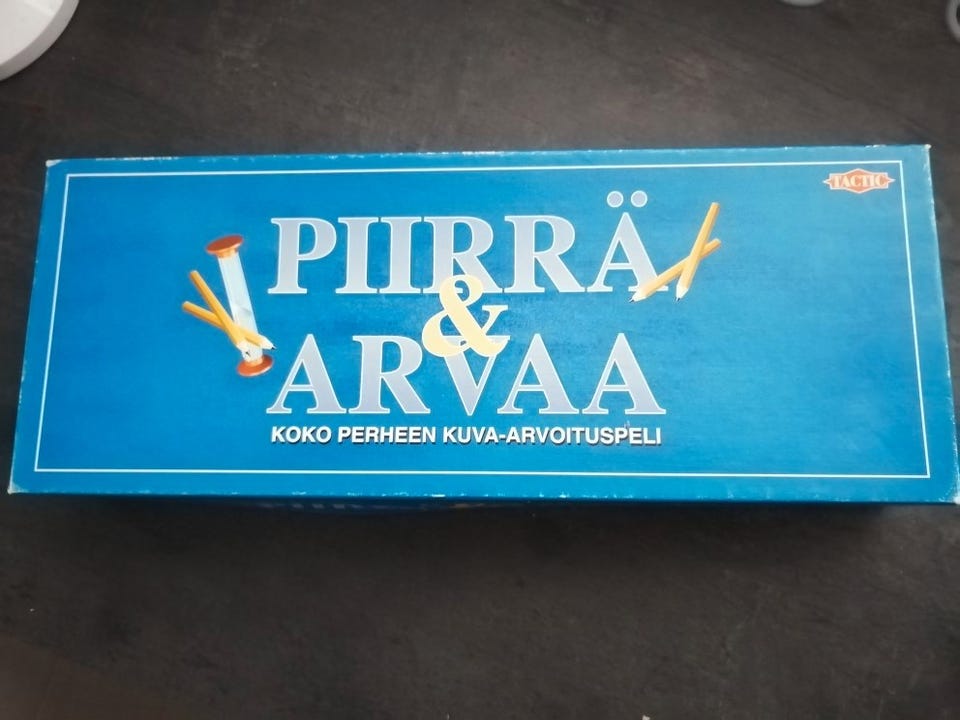 TACTIC
PIIRRÄ
&
ARVAA
KOKO PERHEEN KUVA-ARVOITUSPELI